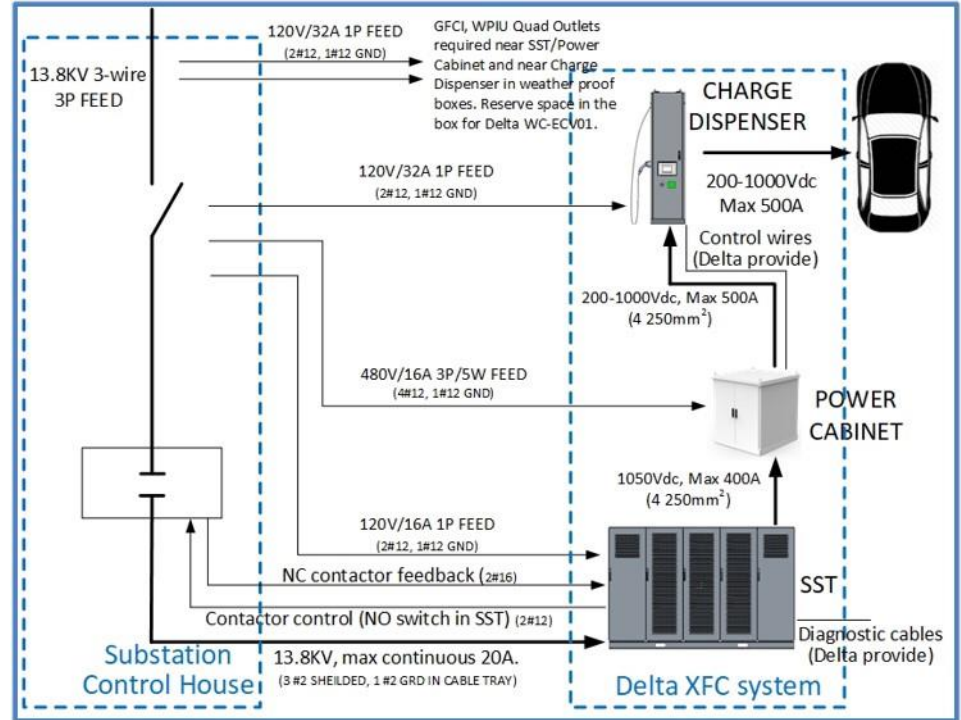 120V/32A 1P FEED
(2#12, 1#12 GND)
GFCI, WPIU Quad Outlets
required near SST/Power
Cabinet and near Charge
Dispenser in weather proof
boxes. Reserve space in the
box for Delta WC-ECV01.
13.8KV 3-wire
3P FEED
CHARGE
DISPENSER
120V/32A 1P FEED
(2#12, 1#12 GND)
200-1000Vdc
Max 500A
Control wires
(Delta provide)
200-1000Vdc, Max 500A
(4 250mm²)
480V/16A 3P/5W FEED
(4#12, 1#12 GND)
POWER
CABINET
1050Vdc, Max 400A
(4 250mm²)
120V/16A 1P FEED
(2#12, 1#12 GND)
NC contactor feedback (2#16)
SST
Contactor control (NO switch in SST) (2#12)
Diagnostic cables
(Delta provide)
Substation
Control House
13.8KV, max continuous 20A.
(3 #2 SHEILDED, 1 #2 GRD IN CABLE TRAY)
Delta XFC system